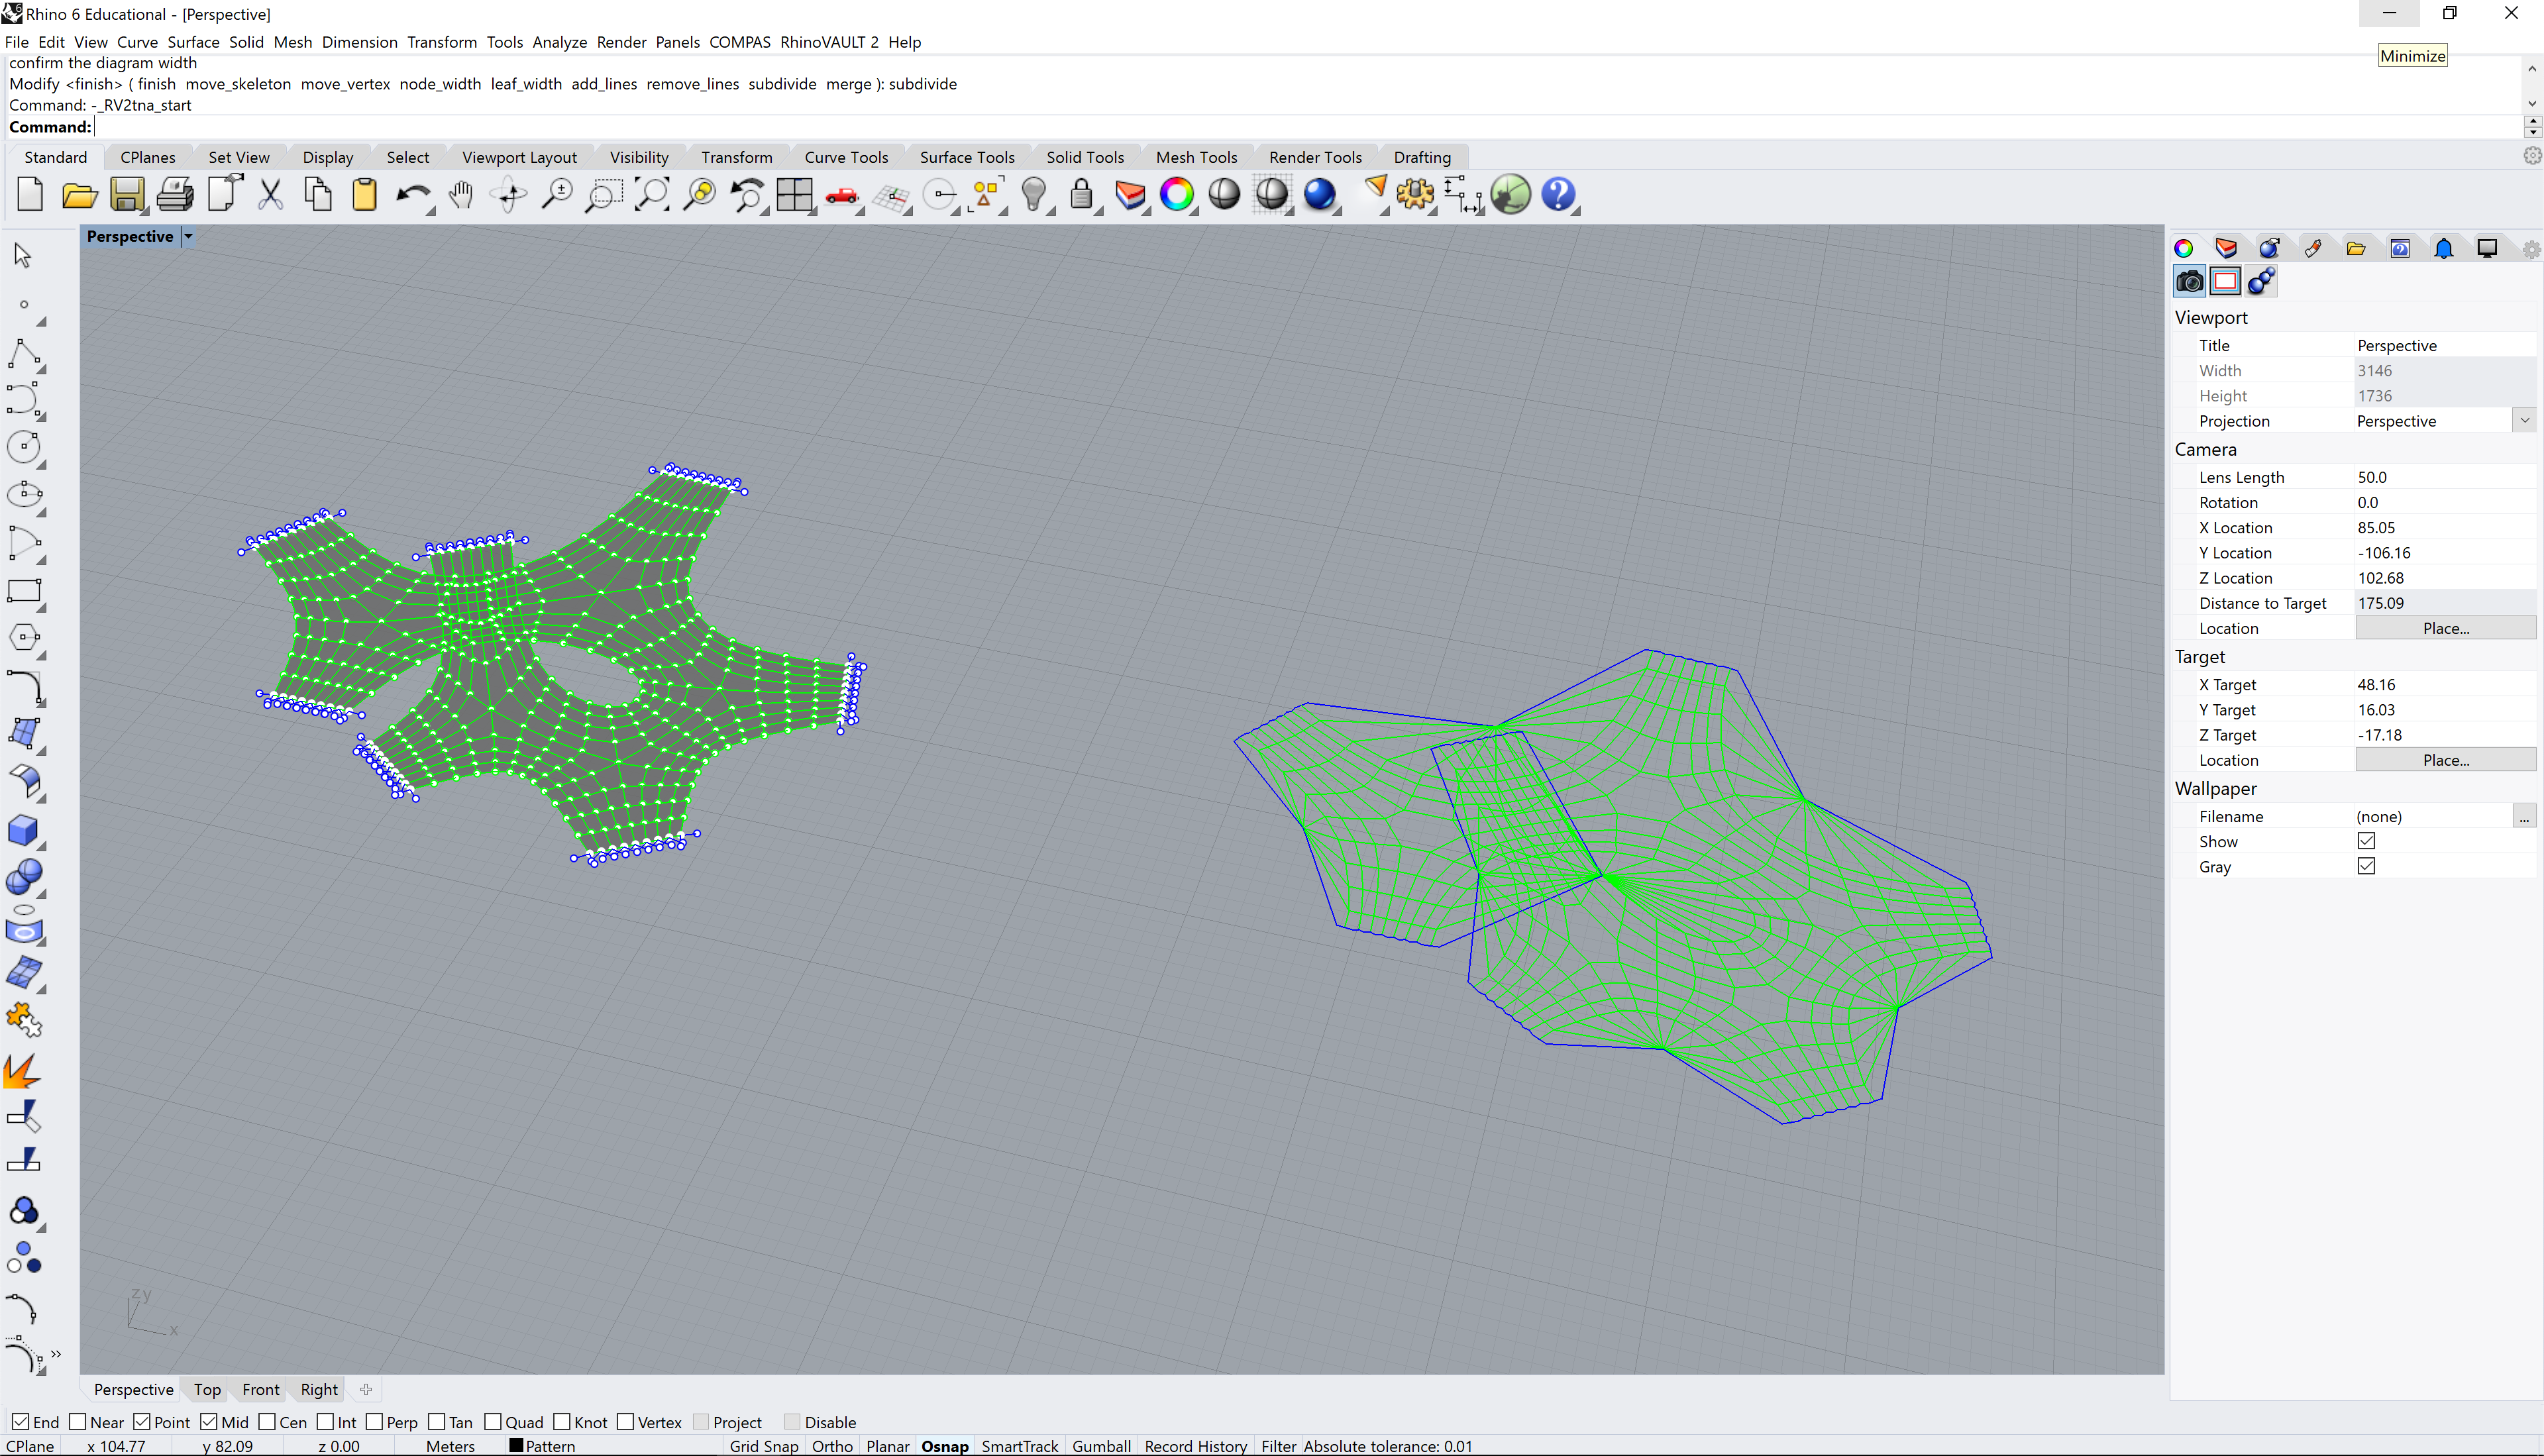 Rhino 6 Educational - [Perspective]
File Edit View Curve Surface Solid Mesh Dimension Transform Tools Analyze Render Panels COMPAS RhinoVAULT 2 Help
Minimize
confirm the diagram width
Modify <finish> ( finish move_skeleton move_vertex node_width leaf_width add_lines remove_lines subdivide merge ): subdivide
Command: -_RV2tna_start
Command:
Standard CPlanes Set View Display Select Viewport Layout Visibility Transform Curve Tools Surface Tools Solid Tools Mesh Tools Render Tools Drafting
Perspective
Viewport
Title Perspective
Width 3146
Height 1736
Projection Perspective
Camera
Lens Length 50.0
Rotation 0.0
X Location 85.05
Y Location -106.16
Z Location 102.68
Distance to Target 175.09
Location Place...
Target
X Target 48.16
Y Target 16.03
Z Target -17.18
Location Place...
Wallpaper
Filename (none) ...
Show
Gray
z y
x
Perspective Top Front Right
End Near Point Mid Cen Int Perp Tan Quad Knot Vertex Project Disable
CPlane x 104.77 y 82.09 z 0.00 Meters Pattern Grid Snap Ortho Planar Osnap SmartTrack Gumball Record History Filter Absolute tolerance: 0.01